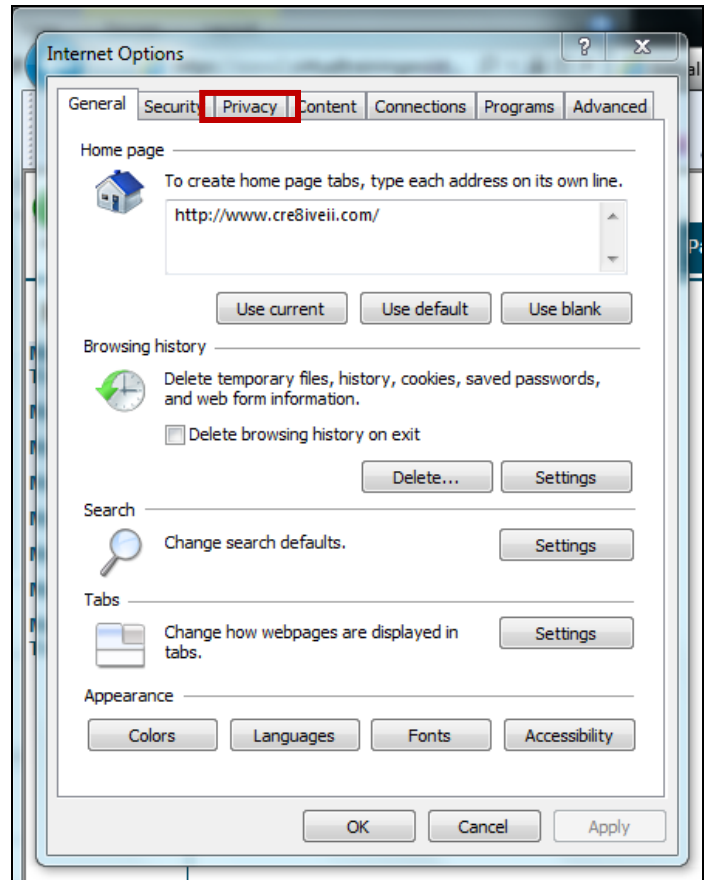 Internet Options
General Security Privacy Content Connections Programs Advanced
Home page
To create home page tabs, type each address on its own line.
http://www.cre8iveii.com/
Use current Use default Use blank
Browsing history
Delete temporary files, history, cookies, saved passwords,
and web form information.
Delete browsing history on exit
Delete... Settings
Search
Change search defaults.
Settings
Tabs
Change how webpages are displayed in
tabs.
Settings
Appearance
Colors Languages Fonts Accessibility
OK Cancel Apply